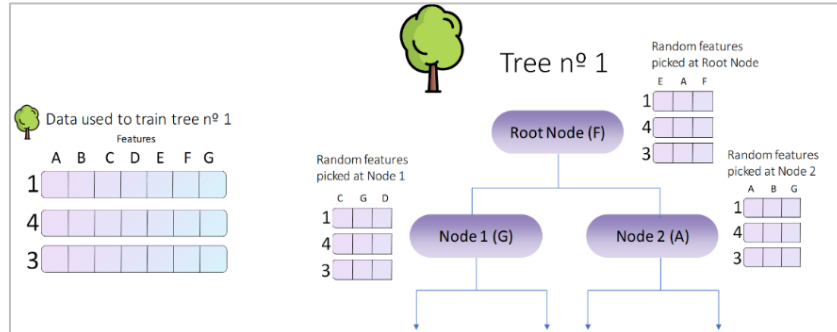 Tree nº 1
Random features
picked at Root Node
E A F
1
4
3
Root Node (F)
Data used to train tree nº 1
Features
A B C D E F G
1
4
3
Random features
picked at Node 1
C G D
1
4
3
Random features
picked at Node 2
A B G
1
4
3
Node 1 (G)
Node 2 (A)